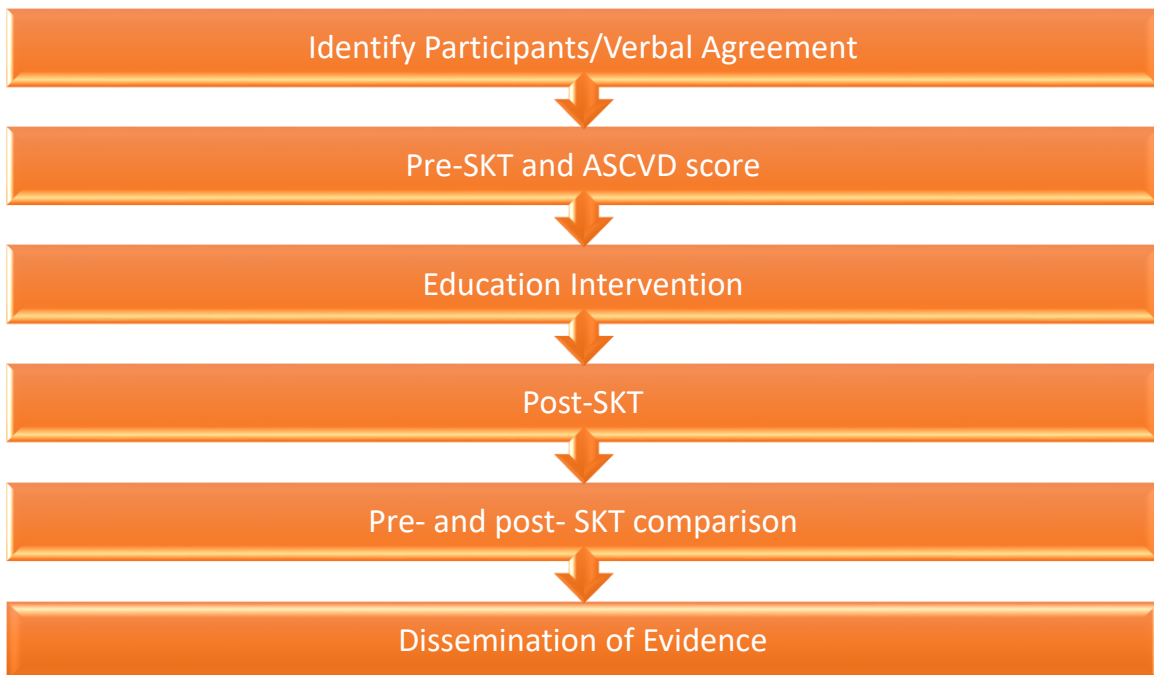 Identify Participants/Verbal Agreement
Pre-SKT and ASCVD score
Education Intervention
Post-SKT
Pre- and post- SKT comparison
Dissemination of Evidence